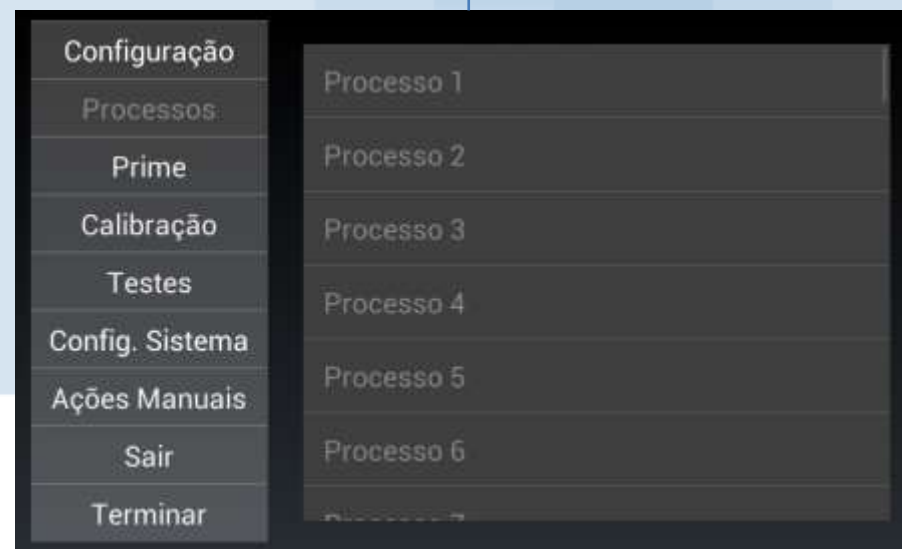 Configuração
Processos
Prime
Calibração
Testes
Config. Sistema
Ações Manuais
Sair
Terminar
Processo 1
Processo 2
Processo 3
Processo 4
Processo 5
Processo 6